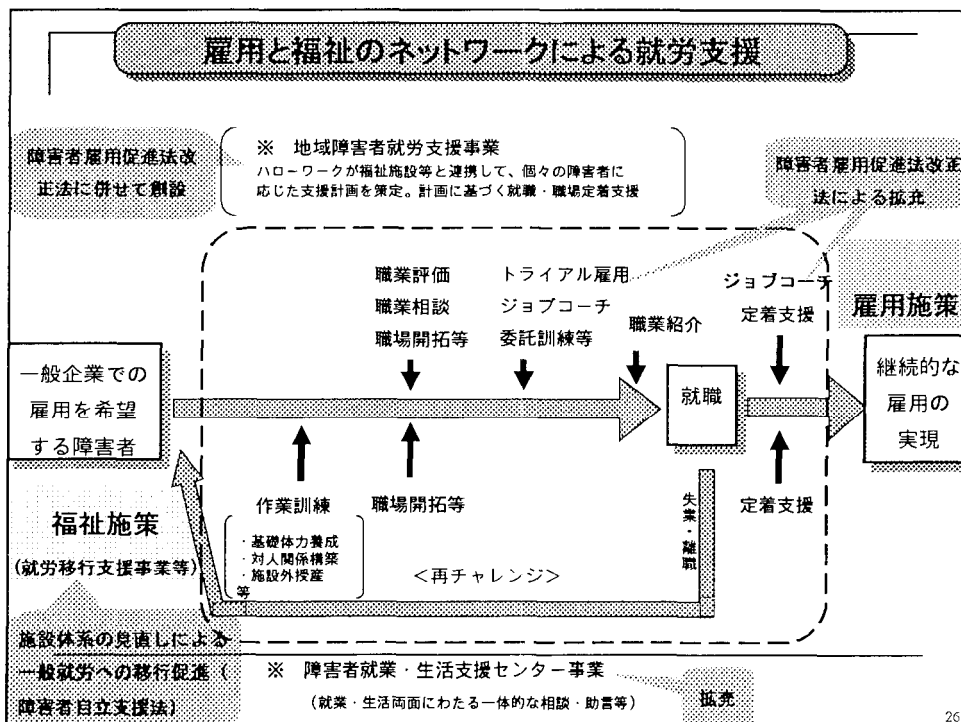 雇用と福祉のネットワークによる就労支援
障害者雇用促進法改
正法に併せて創設
※ 地域障害者就労支援事業
ハローワークが福祉施設等と連携して、個々の障害者に
応じた支援計画を策定。計画に基づく就職・職場定着支援
障害者雇用促進法改正
法による拡充
職業評価
職業相談
職場開拓等
トライアル雇用
ジョブコーチ
委託訓練等
職業紹介
ジョブコーチ
定着支援
雇用施策
一般企業での
雇用を希望
する障害者
就職
継続的な
雇用の
実現
作業訓練
・基礎体力養成
・対人関係構築
・施設外授産
等
職場開拓等
失業・離職
定着支援
福祉施策
(就労移行支援事業等)
<再チャレンジ>
施設体系の見直しによる
一般就労への移行促進(
障害者自立支援法)
※ 障害者就業・生活支援センター事業
(就業・生活両面にわたる一体的な相談・助言等)
拡充
26